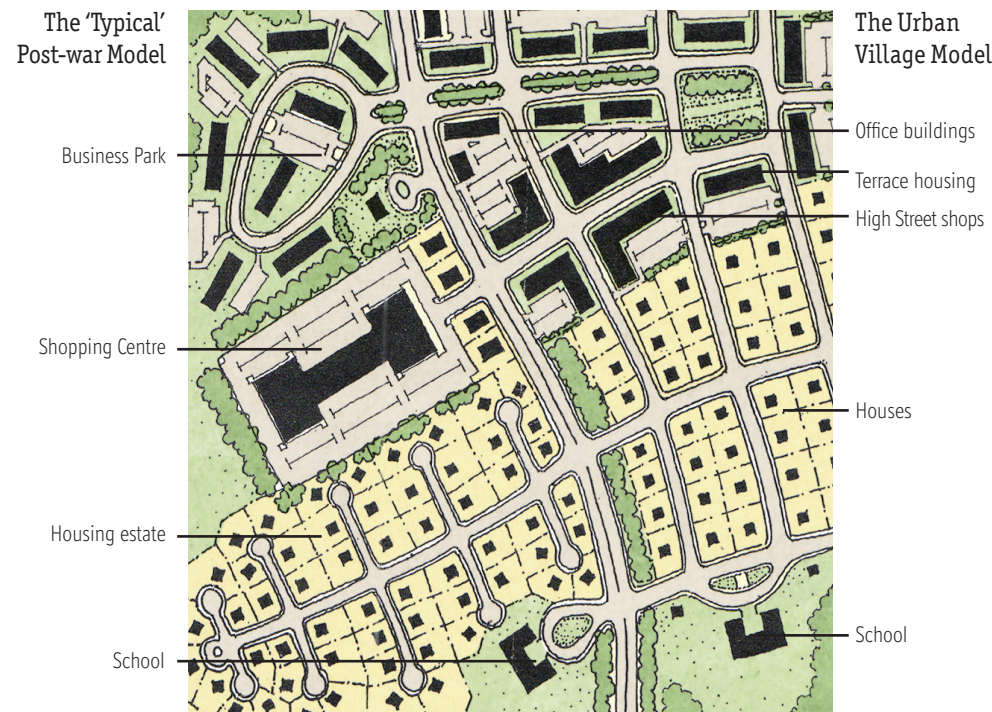 The ‘Typical’
Post-war Model
Business Park
Shopping Centre
Housing estate
School
The Urban
Village Model
Office buildings
Terrace housing
High Street shops
Houses
School